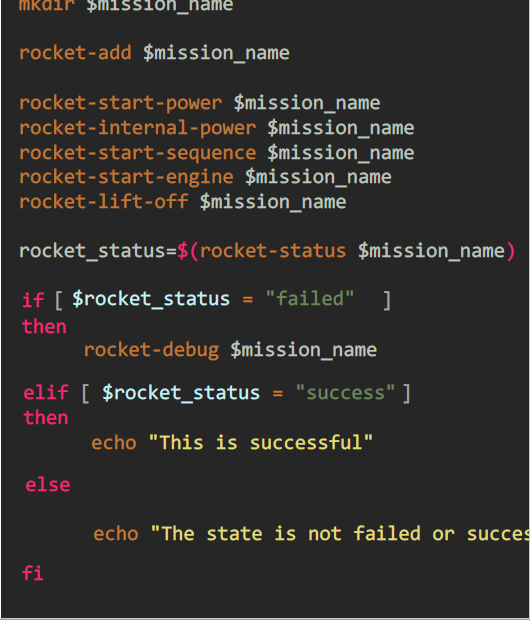 mkdir $mission_name
rocket-add $mission_name
rocket-start-power $mission_name
rocket-internal-power $mission_name
rocket-start-sequence $mission_name
rocket-start-engine $mission_name
rocket-lift-off $mission_name
rocket_status=$(rocket-status $mission_name)
if [ $rocket_status = "failed" ]
then
rocket-debug $mission_name
elif [ $rocket_status = "success" ]
then
echo "This is successful"
else
echo "The state is not failed or succes
fi